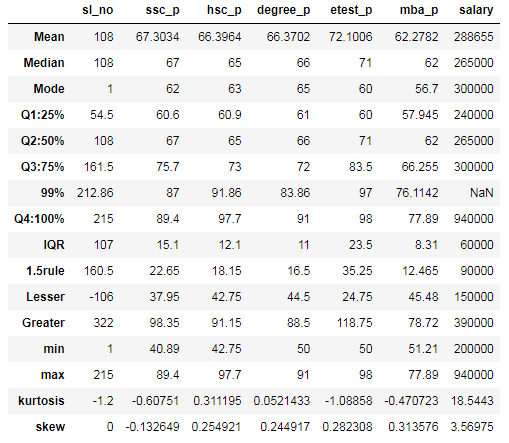 sl_no ssc_p hsc_p degree_p etest_p mba_p salary
Mean 108 67.3034 66.3964 66.3702 72.1006 62.2782 288655
Median 108 67 65 66 71 62 265000
Mode 1 62 63 65 60 56.7 300000
Q1:25% 54.5 60.6 60.9 61 60 57.945 240000
Q2:50% 108 67 65 66 71 62 265000
Q3:75% 161.5 75.7 73 72 83.5 66.255 300000
99% 212.86 87 91.86 83.86 97 76.1142 NaN
Q4:100% 215 89.4 97.7 91 98 77.89 940000
IQR 107 15.1 12.1 11 23.5 8.31 60000
1.5rule 160.5 22.65 18.15 16.5 35.25 12.465 90000
Lesser -106 37.95 42.75 44.5 24.75 45.48 150000
Greater 322 98.35 91.15 88.5 118.75 78.72 390000
min 1 40.89 42.75 50 50 51.21 200000
max 215 89.4 97.7 91 98 77.89 940000
kurtosis -1.2 -0.60751 0.311195 0.0521433 -1.08858 -0.470723 18.5443
skew 0 -0.132649 0.254921 0.244917 0.282308 0.313576 3.56975